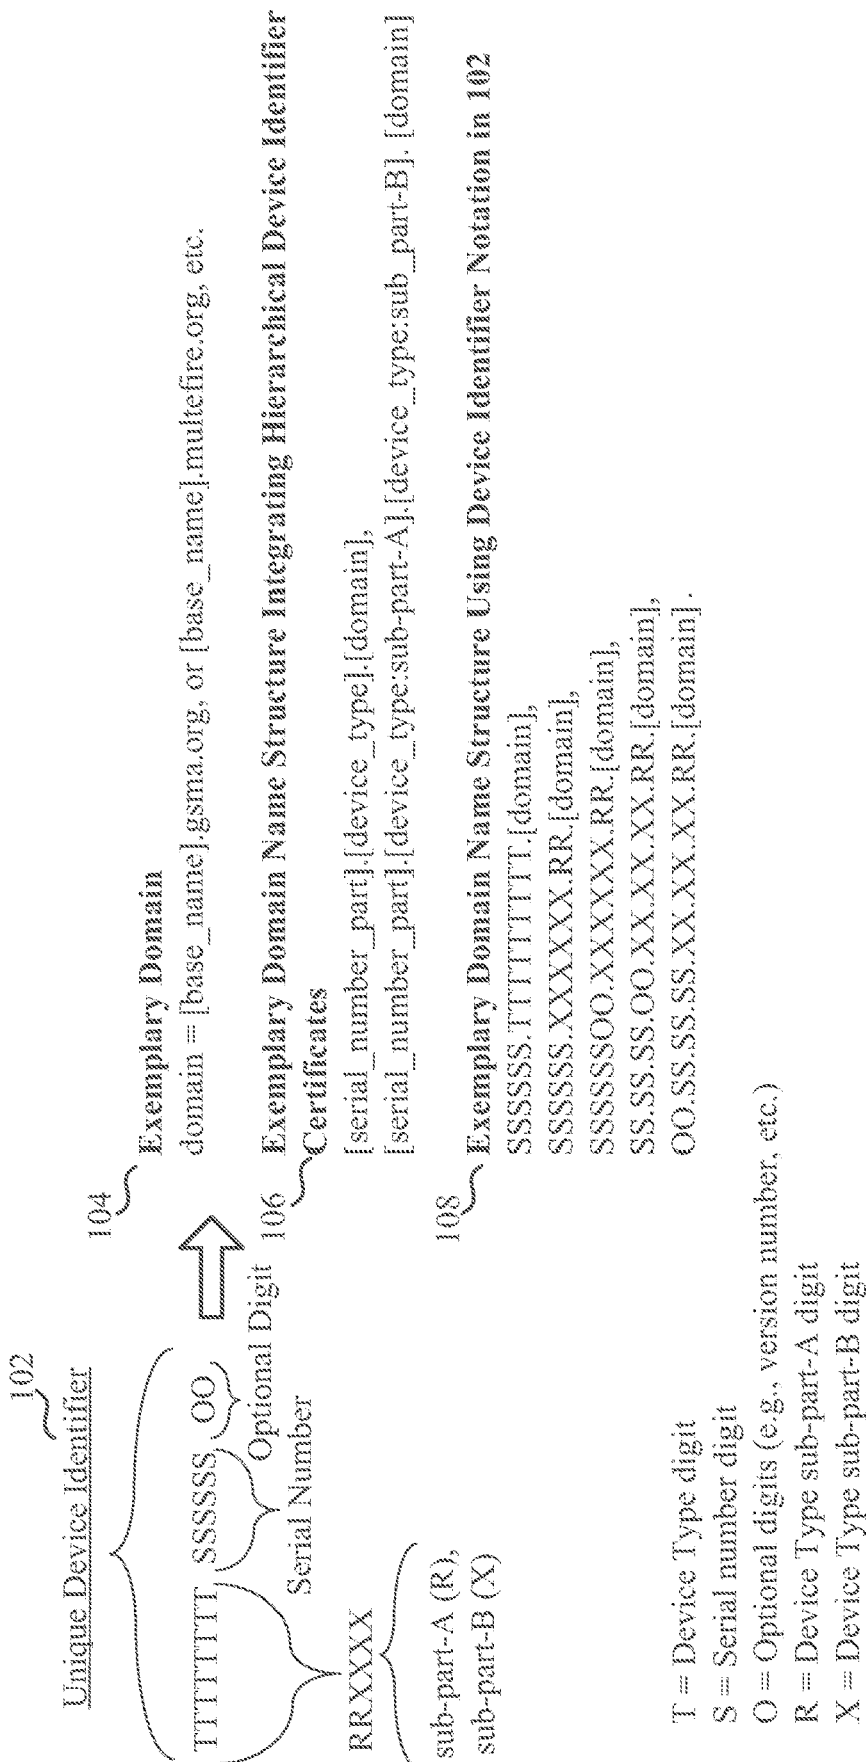 102
Unique Device Identifier
TTTTTTTT SSSSSS OO
Optional Digit
Serial Number
RRXXXX
sub-part-A (R),
sub-part-B (X)
T = Device Type digit
S = Serial number digit
O = Optional digits (e.g., version number, etc.)
R = Device Type sub-part-A digit
X = Device Type sub-part-B digit
104
Exemplary Domain
domain = [base_name].gsma.org, or [base_name].multefire.org, etc.
106
Exemplary Domain Name Structure Integrating Hierarchical Device Identifier
Certificates
[serial_number_part].[device_type].[domain],
[serial_number_part].[device_type:sub-part-A].[device_type:sub_part-B]. [domain]
108
Exemplary Domain Name Structure Using Device Identifier Notation in 102
SSSSSS.TTTTTTTT.[domain],
SSSSSS.XXXXXX.RR.[domain],
SSSSSSOO.XXXXXX.RR.[domain],
SS.SS.SS.OO.XX.XX.XX.RR.[domain],
OO.SS.SS.SS.XX.XX.XX.RR.[domain].